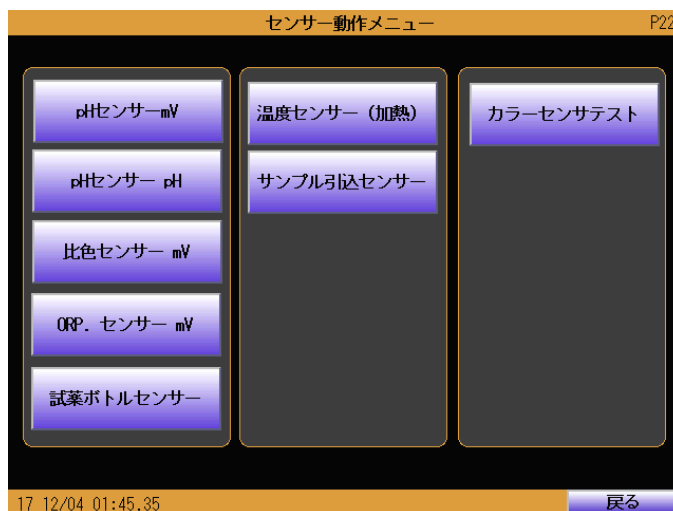 センサー動作メニュー
P22
pHセンサーmV
pHセンサー pH
比色センサー mV
ORP. センサー mV
試薬ボトルセンサー
温度センサー (加熱)
サンプル引込センサー
カラーセンサテスト
17 12/04 01:45.35
戻る